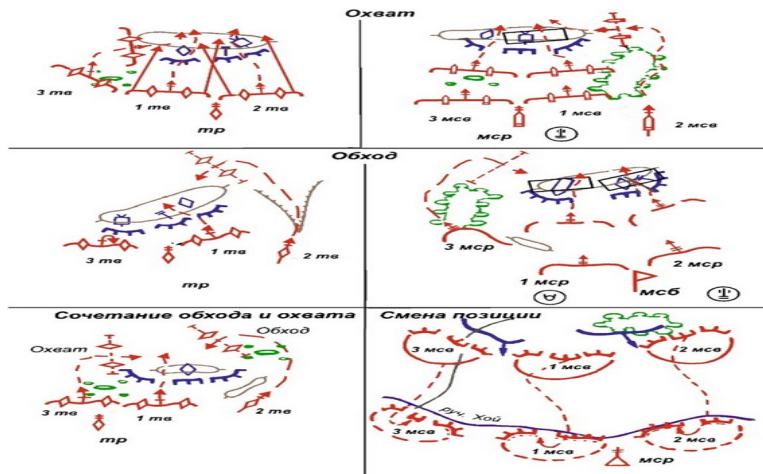 Охват
3 тв
1 тв
2 тв
тр
3 мсв
1 мсв
2 мсв
мср
Обход
3 тв
1 тв
2 тв
тр
3 мср
1 мср
2 мср
мсб
Сочетание обхода и охвата
Охват
Обход
3 тв
1 тв
2 тв
тр
Смена позиции
3 мсв
1 мсв
2 мсв
руч. Хой
3 мсв
1 мсв
2 мсв
мср